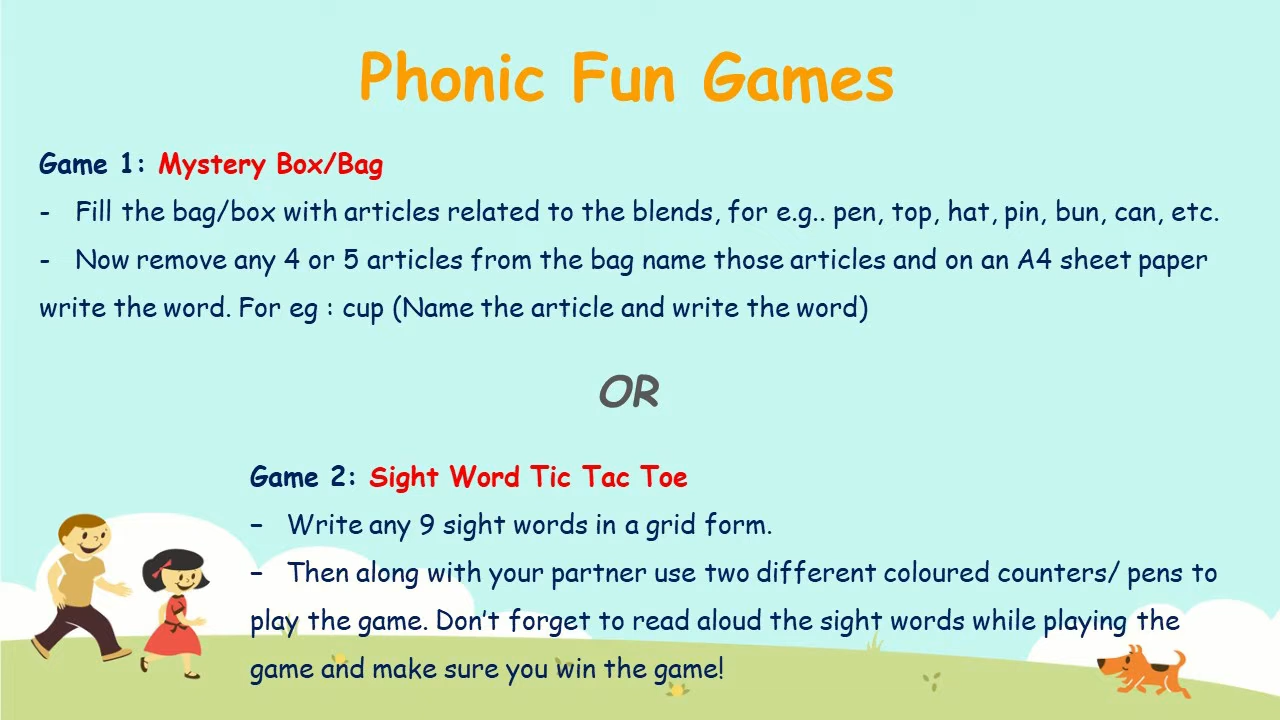 Phonic Fun Games
Game 1: Mystery Box/Bag
- Fill the bag/box with articles related to the blends, for e.g.. pen, top, hat, pin, bun, can, etc.
- Now remove any 4 or 5 articles from the bag name those articles and on an A4 sheet paper
write the word. For eg : cup (Name the article and write the word)
OR
Game 2: Sight Word Tic Tac Toe
– Write any 9 sight words in a grid form.
– Then along with your partner use two different coloured counters/ pens to
play the game. Don’t forget to read aloud the sight words while playing the
game and make sure you win the game!